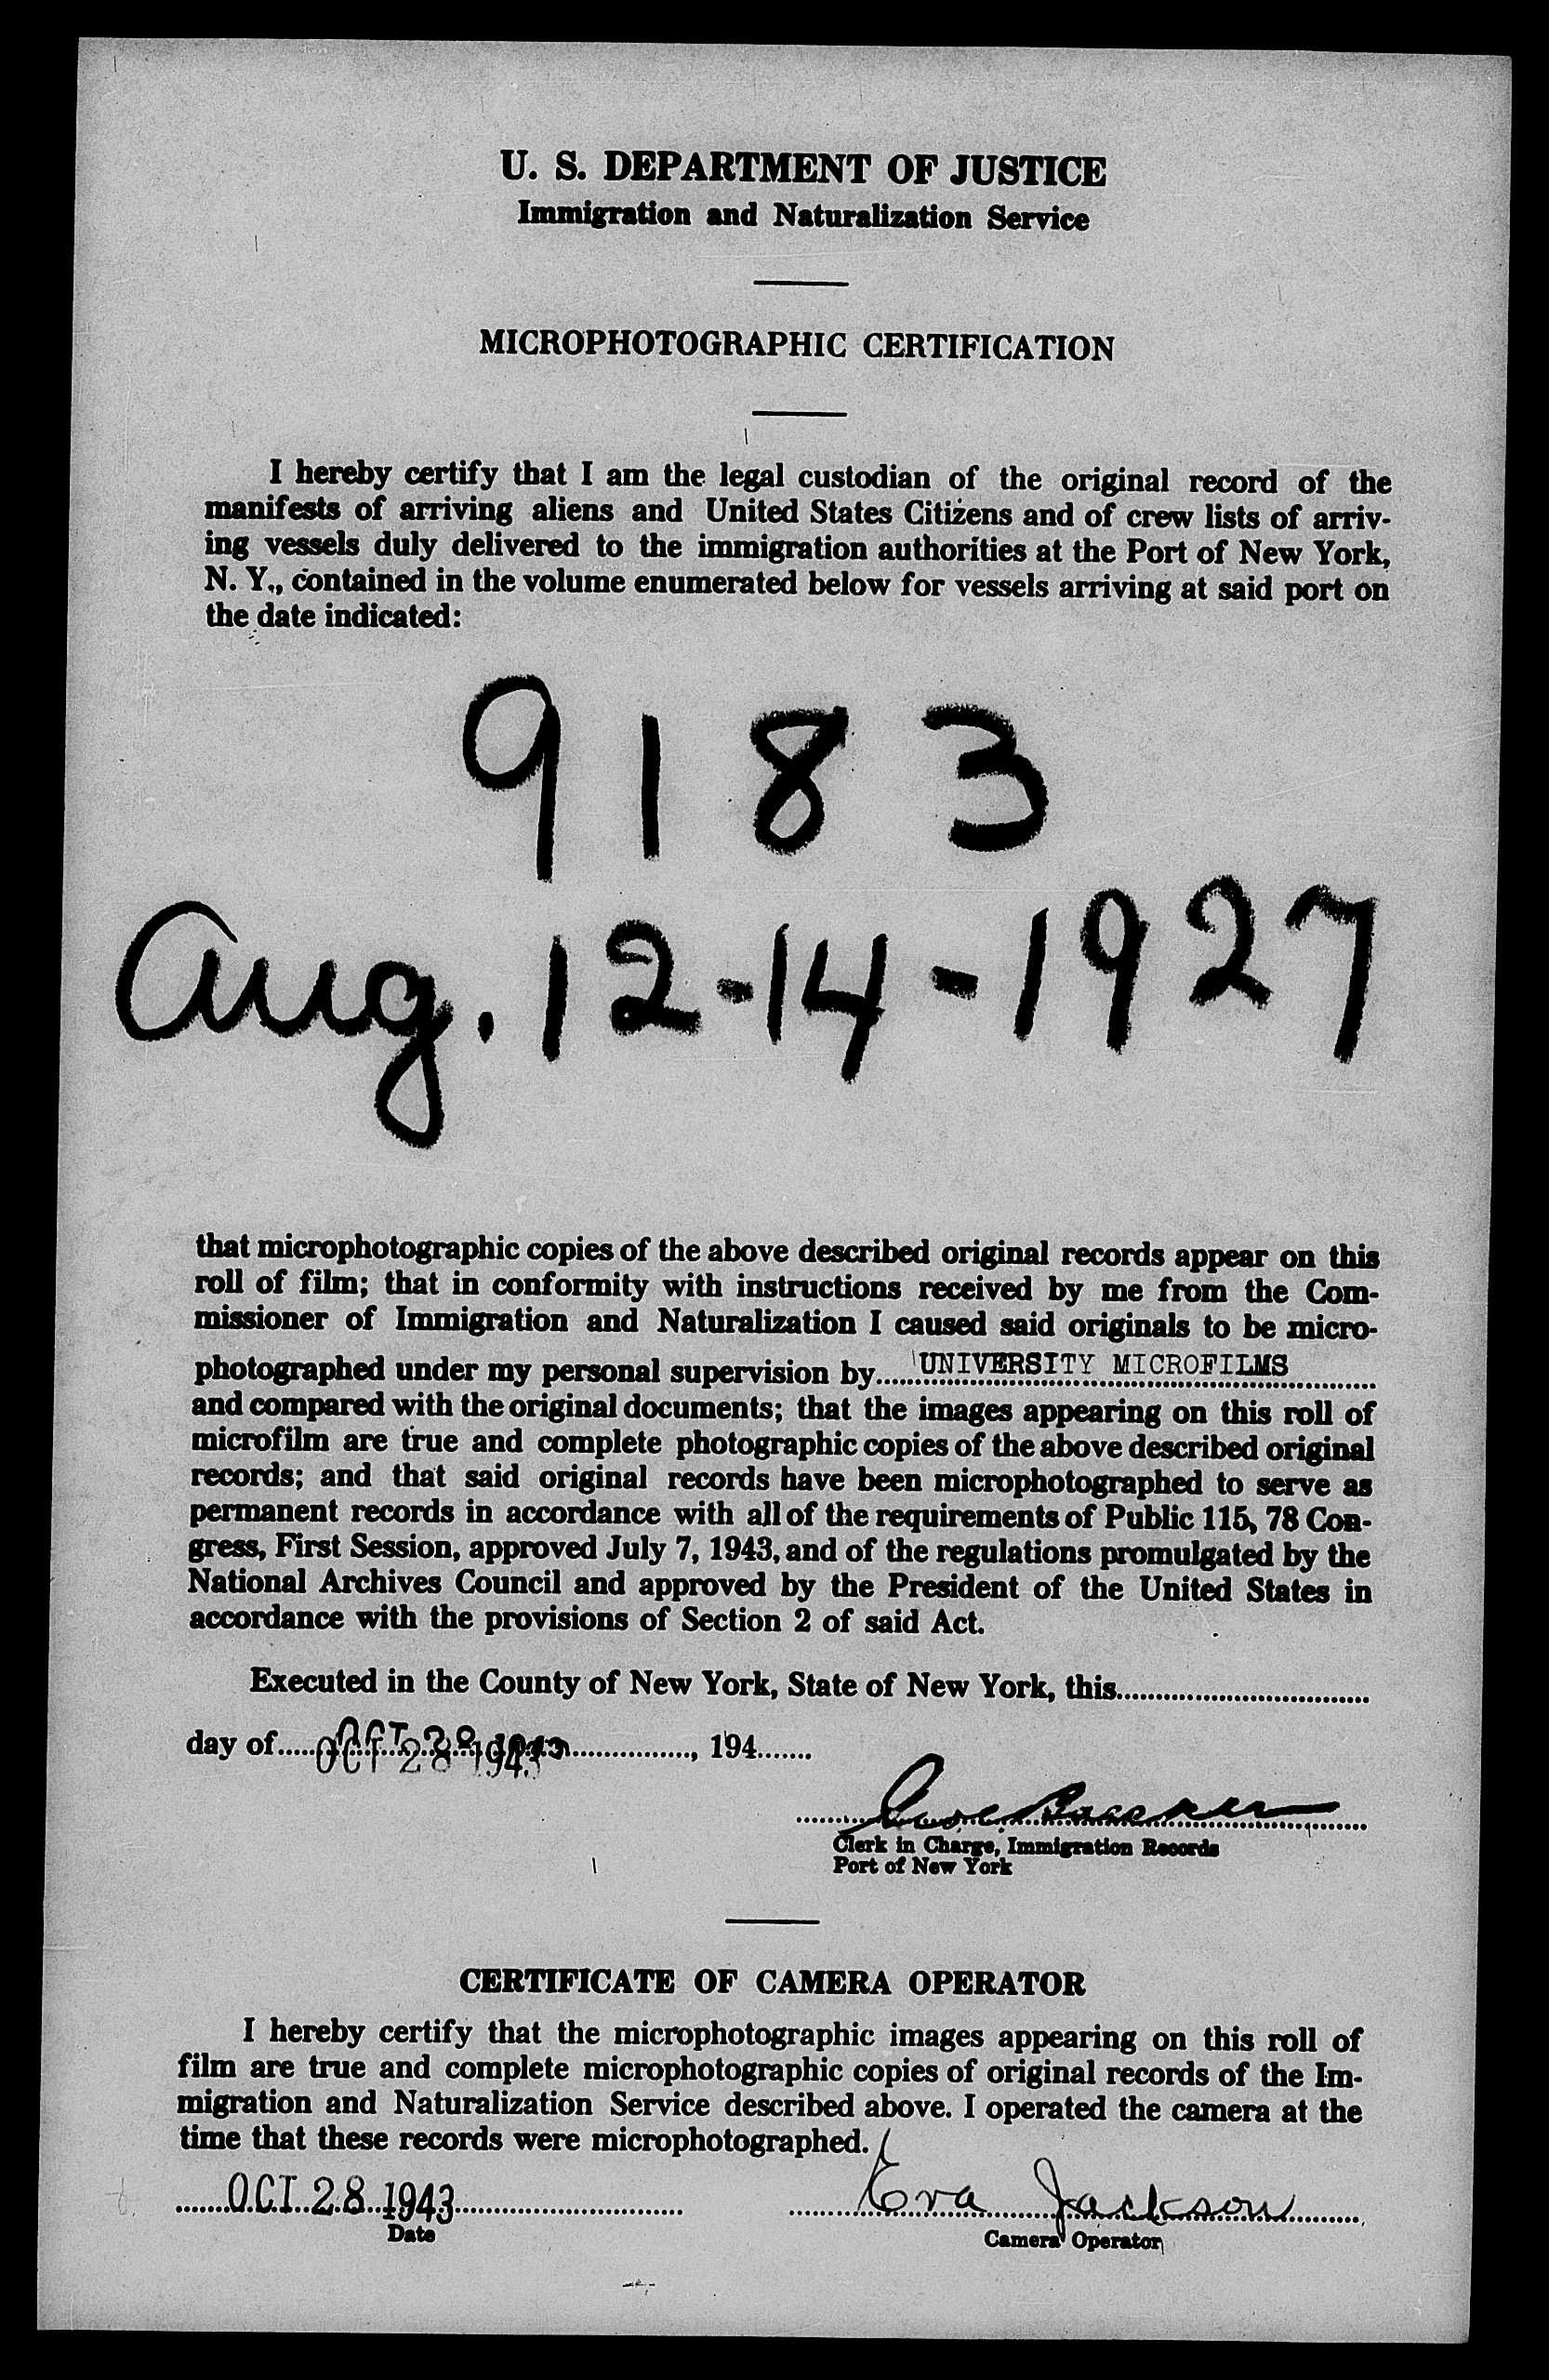 U. S. DEPARTMENT OF JUSTICE
Immigration and Naturalization Service
MICROPHOTOGRAPHIC CERTIFICATION
I hereby certify that I am the legal custodian of the original record of the
manifests of arriving aliens and United States Citizens and of crew lists of arriv-
ing vessels duly delivered to the immigration authorities at the Port of New York,
N. Y., contained in the volume enumerated below for vessels arriving at said port on
the date indicated:
9183
Aug. 12-14-1927
that microphotographic copies of the above described original records appear on this
roll of film; that in conformity with instructions received by me from the Com-
missioner of Immigration and Naturalization I caused said originals to be micro-
photographed under my personal supervision by UNIVERSITY MICROFILMS
and compared with the original documents; that the images appearing on this roll of
microfilm are true and complete photographic copies of the above described original
records; and that said original records have been microphotographed to serve as
permanent records in accordance with all of the requirements of Public 115, 78 Con-
gress, First Session, approved July 7, 1943, and of the regulations promulgated by the
National Archives Council and approved by the President of the United States in
accordance with the provisions of Section 2 of said Act.
Executed in the County of New York, State of New York, this
day of OCT 28 1943, 194
Clerk in Charge, Immigration Records
Port of New York
CERTIFICATE OF CAMERA OPERATOR
I hereby certify that the microphotographic images appearing on this roll of
film are true and complete microphotographic copies of original records of the Im-
migration and Naturalization Service described above. I operated the camera at the
time that these records were microphotographed.
OCT 28 1943 Eva Jackson
Date Camera Operator